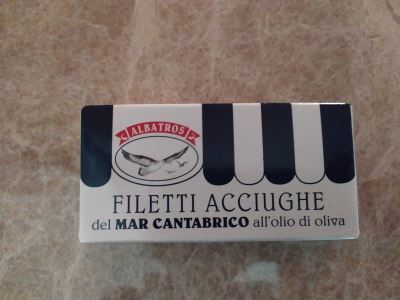 ALBATROS
FILETTI ACCIUGHE
del MAR CANTABRICO all'olio di oliva